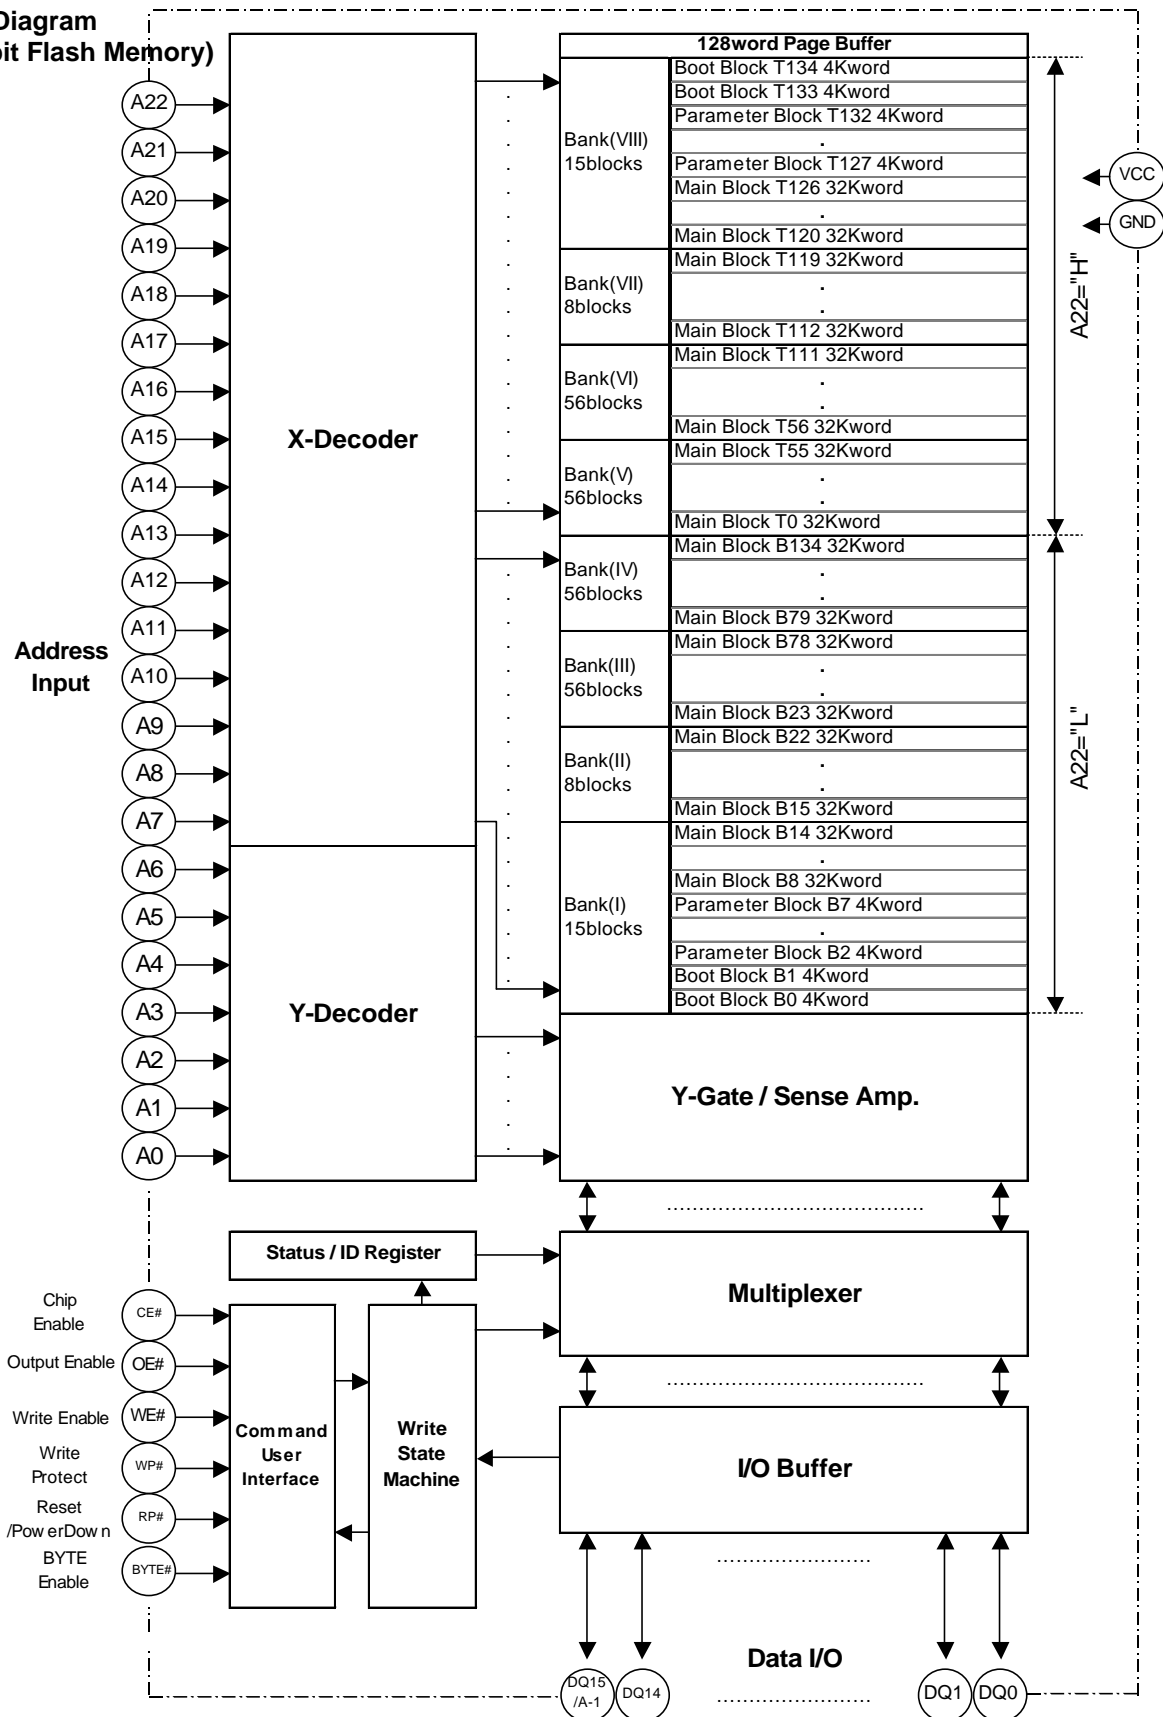 Diagram
bit Flash Memory)
128word Page Buffer
Boot Block T134 4Kword
Boot Block T133 4Kword
Parameter Block T132 4Kword
.
Parameter Block T127 4Kword
Main Block T126 32Kword
.
Main Block T120 32Kword
Bank(VIII)
15blocks
Main Block T119 32Kword
.
.
Main Block T112 32Kword
Bank(VII)
8blocks
Main Block T111 32Kword
.
.
Main Block T56 32Kword
Bank(VI)
56blocks
Main Block T55 32Kword
.
.
Main Block T0 32Kword
Bank(V)
56blocks
Main Block B134 32Kword
.
.
Main Block B79 32Kword
Bank(IV)
56blocks
Main Block B78 32Kword
.
.
Main Block B23 32Kword
Bank(III)
56blocks
Main Block B22 32Kword
.
.
Main Block B15 32Kword
Bank(II)
8blocks
Main Block B14 32Kword
.
Main Block B8 32Kword
Parameter Block B7 4Kword
.
Parameter Block B2 4Kword
Boot Block B1 4Kword
Boot Block B0 4Kword
Bank(I)
15blocks
A22="H"
A22="L"
VCC
GND
A22
A21
A20
A19
A18
A17
A16
A15
A14
A13
A12
A11
A10
A9
A8
A7
A6
A5
A4
A3
A2
A1
A0
Address
Input
X-Decoder
Y-Decoder
Y-Gate / Sense Amp.
Status / ID Register
Multiplexer
Chip
Enable
CE#
Output Enable
OE#
Write Enable
WE#
Write
Protect
WP#
Reset
/PowerDown
RP#
BYTE
Enable
BYTE#
Command
User
Interface
Write
State
Machine
I/O Buffer
Data I/O
DQ15
/A-1
DQ14
DQ1
DQ0